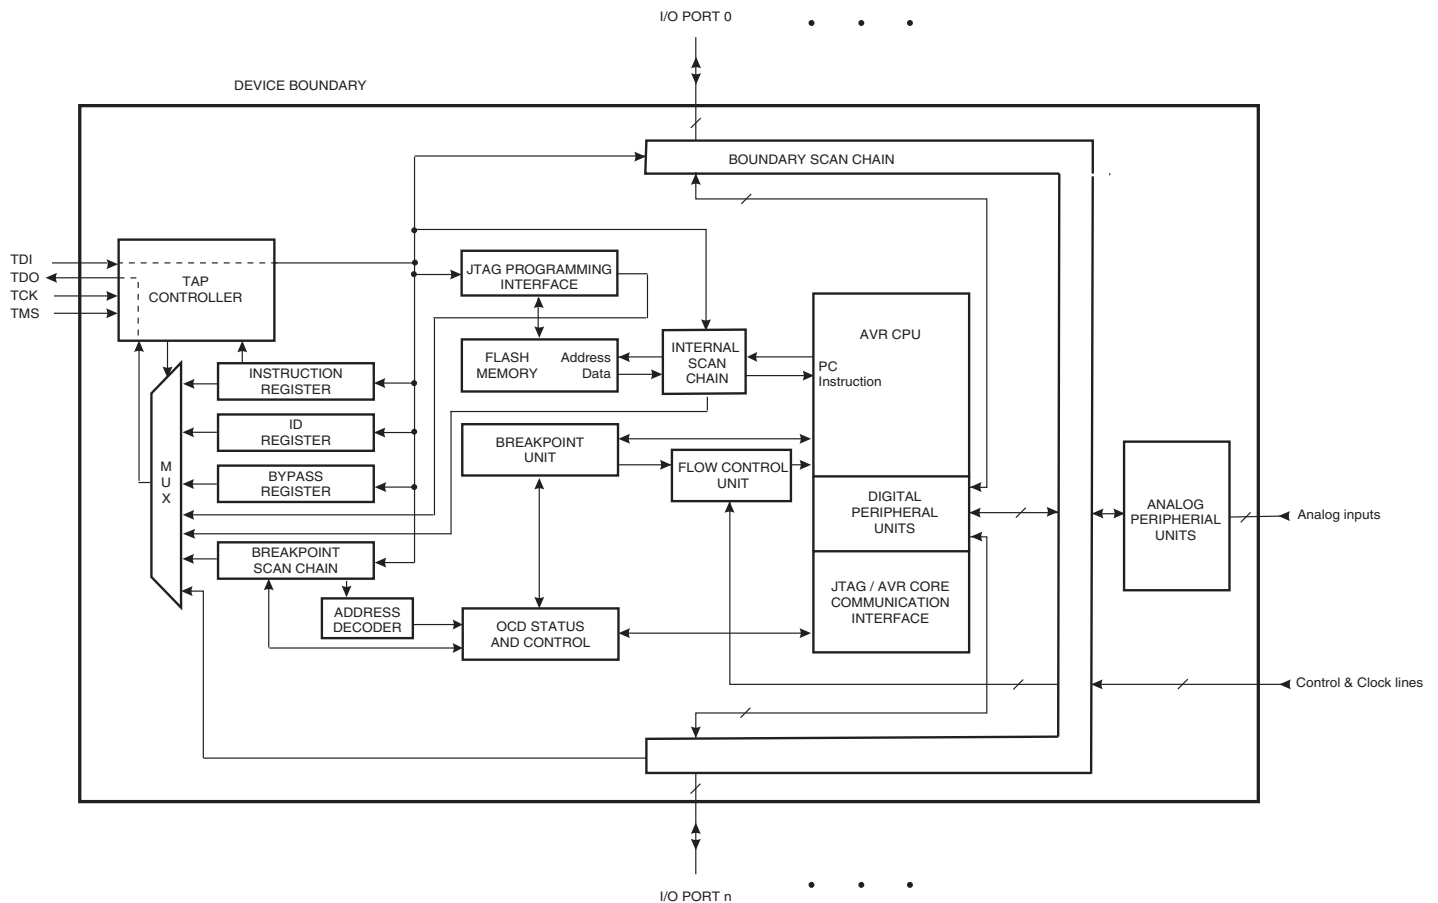 I/O PORT 0
DEVICE BOUNDARY
BOUNDARY SCAN CHAIN
TDI
TDO
TCK
TMS
TAP
CONTROLLER
JTAG PROGRAMMING
INTERFACE
AVR CPU
FLASH
MEMORY
Address
Data
INTERNAL
SCAN
CHAIN
PC
Instruction
INSTRUCTION
REGISTER
ID
REGISTER
M
U
X
BYPASS
REGISTER
BREAKPOINT
UNIT
FLOW CONTROL
UNIT
DIGITAL
PERIPHERAL
UNITS
ANALOG
PERIPHERIAL
UNITS
Analog inputs
BREAKPOINT
SCAN CHAIN
ADDRESS
DECODER
OCD STATUS
AND CONTROL
JTAG / AVR CORE
COMMUNICATION
INTERFACE
Control & Clock lines
I/O PORT n